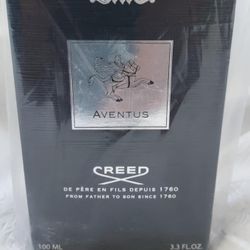 AVENTUS
CREED
DE PÈRE EN FILS DEPUIS 1760
FROM FATHER TO SON SINCE 1760
100 ML
3.3 FL.OZ